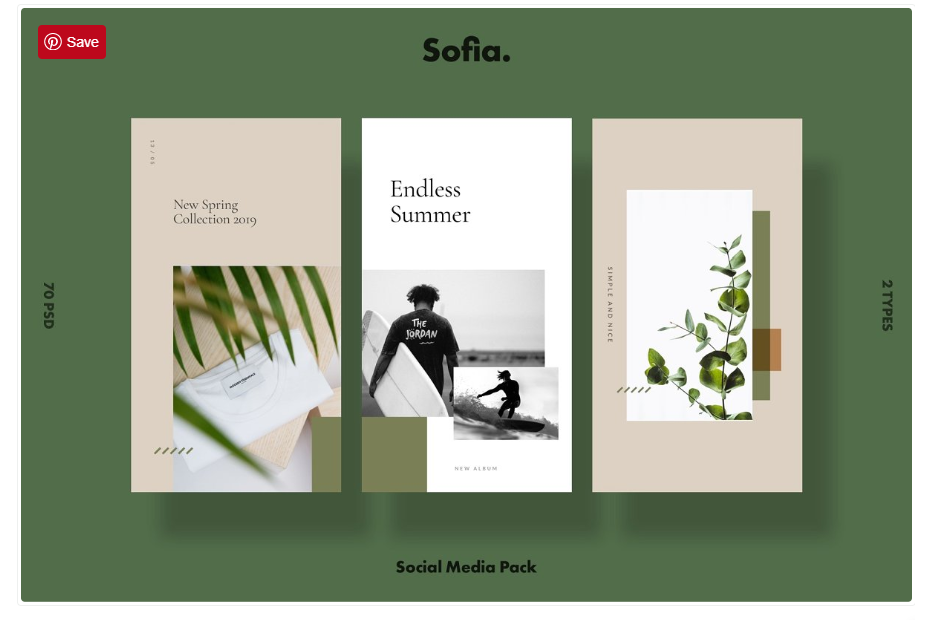 Save
Sofia.
12 / 05
New Spring
Collection 2019
Endless
Summer
THE
JORDAN
NEW ALBUM
SIMPLE AND NICE
70 PSD
2 TYPES
Social Media Pack